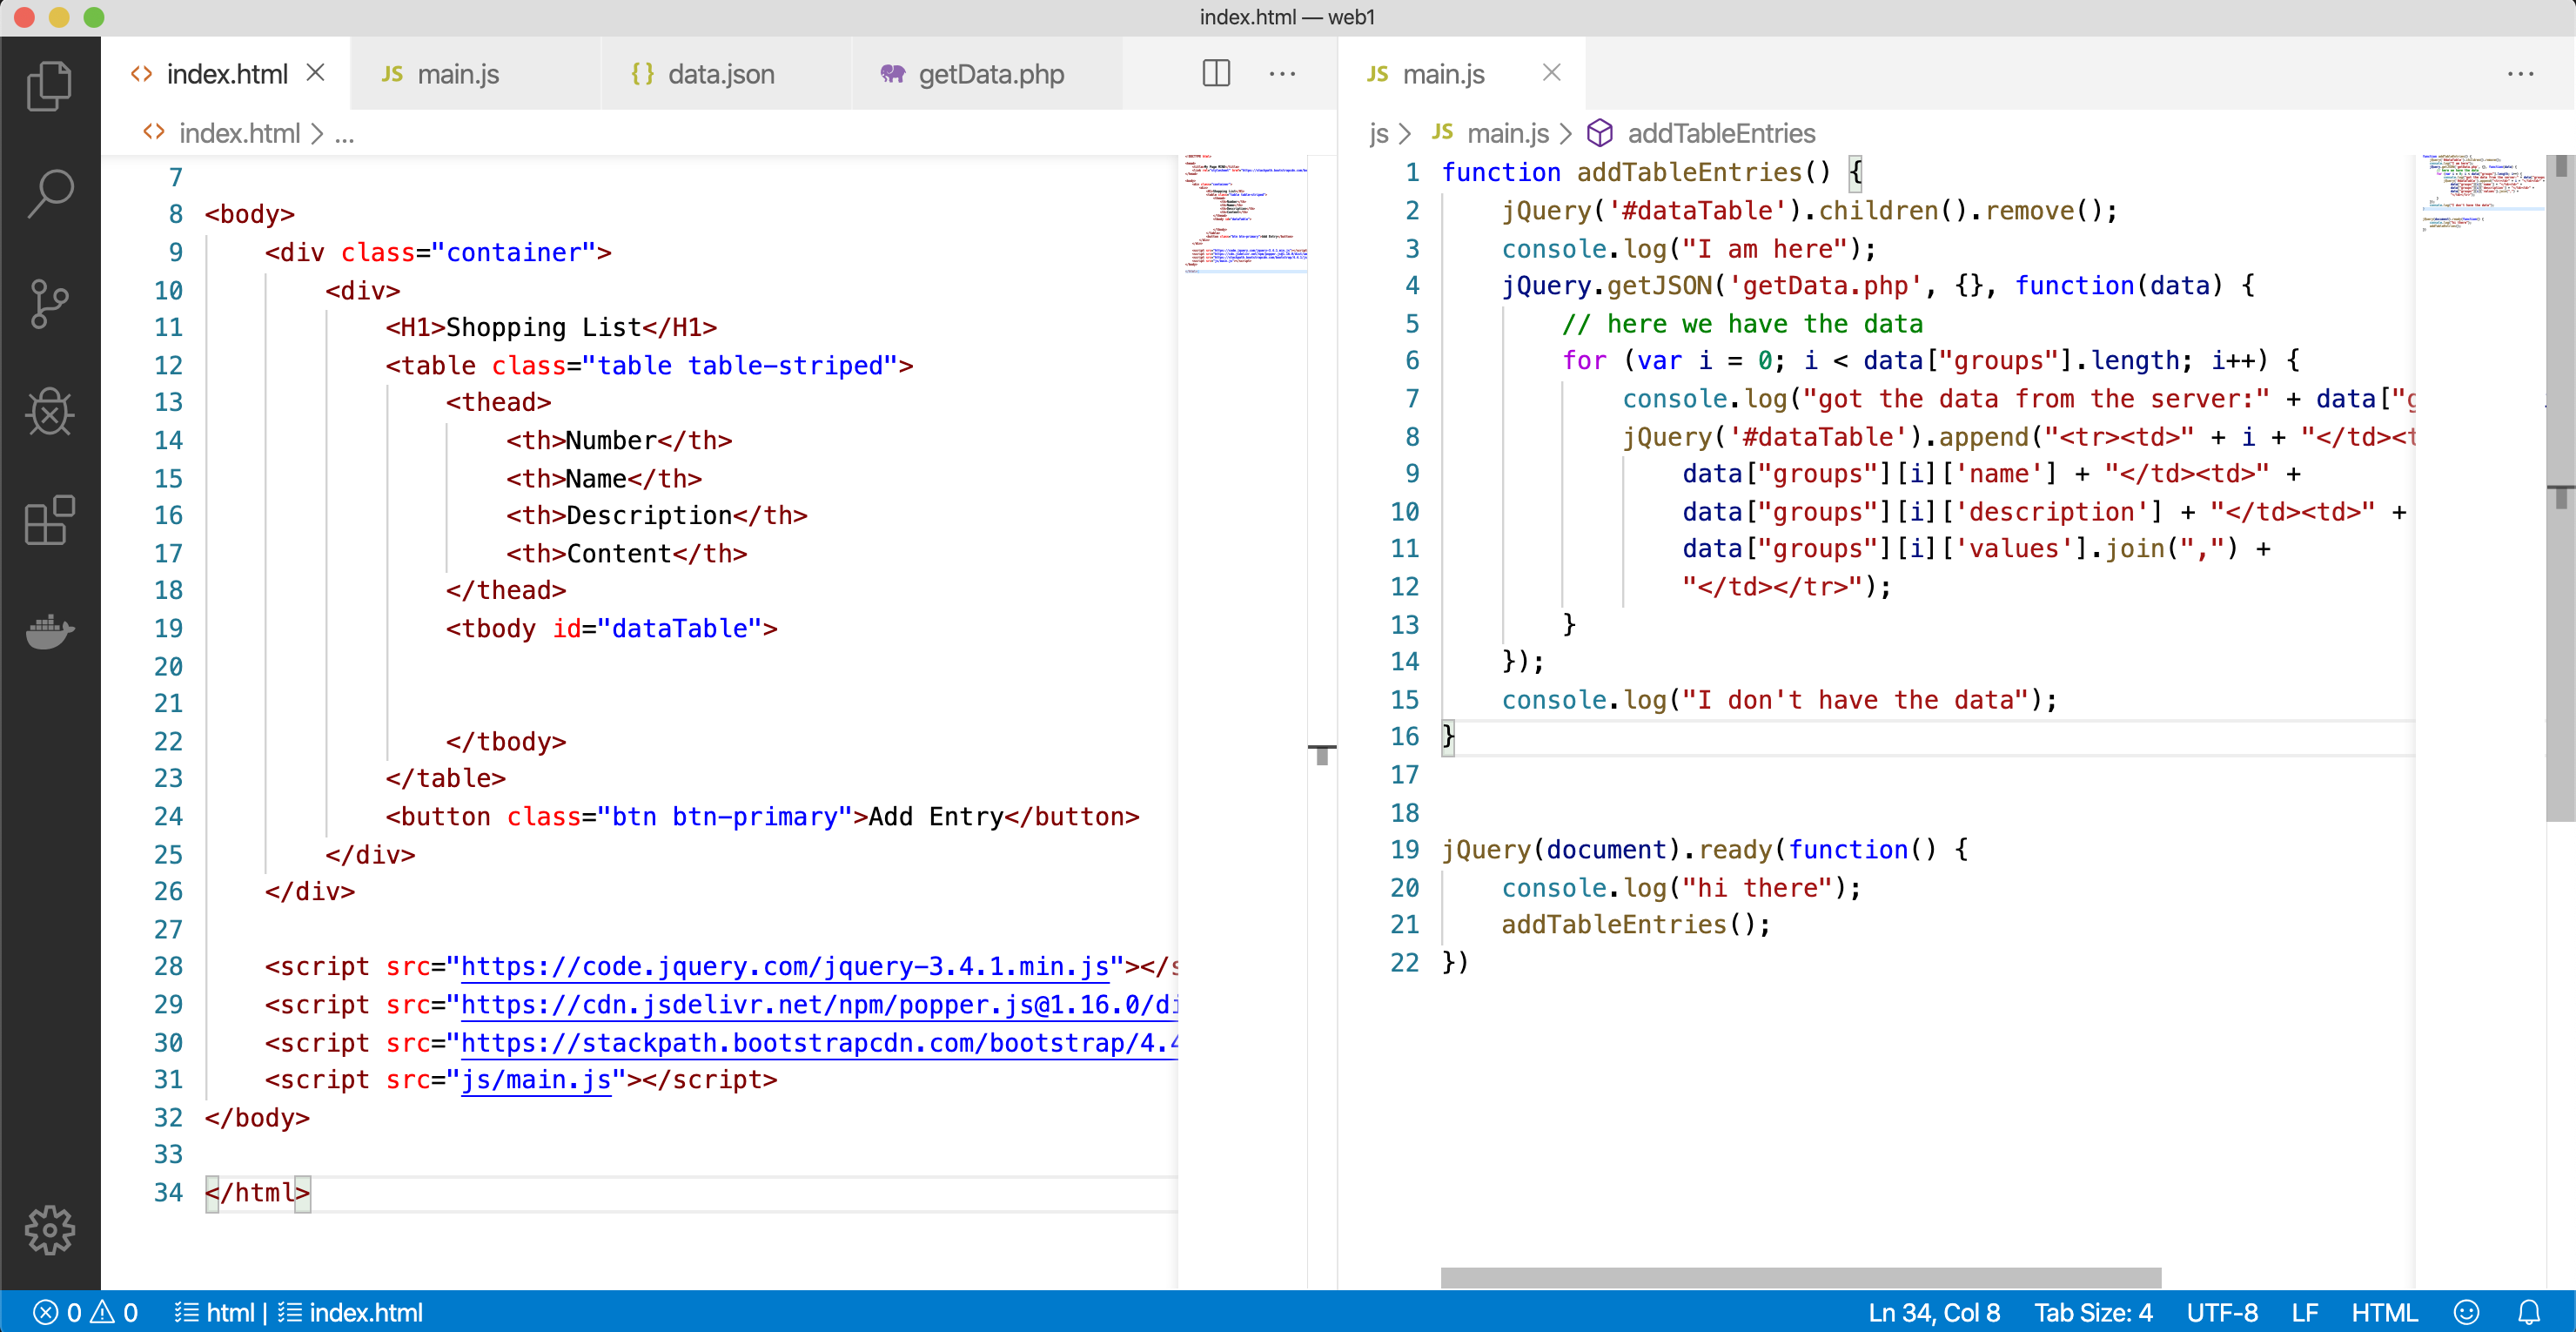 index.html — web1
index.html
main.js
data.json
getData.php
main.js
index.html > ...
js > JS main.js > addTableEntries
7
8 <body>
9 <div class="container">
10 <div>
11 <H1>Shopping List</H1>
12 <table class="table table-striped">
13 <thead>
14 <th>Number</th>
15 <th>Name</th>
16 <th>Description</th>
17 <th>Content</th>
18 </thead>
19 <tbody id="dataTable">
20
21
22 </tbody>
23 </table>
24 <button class="btn btn-primary">Add Entry</button>
25 </div>
26 </div>
27
28 <script src="https://code.jquery.com/jquery-3.4.1.min.js"></s
29 <script src="https://cdn.jsdelivr.net/npm/popper.js@1.16.0/di
30 <script src="https://stackpath.bootstrapcdn.com/bootstrap/4.4
31 <script src="js/main.js"></script>
32 </body>
33
34 </html>
1 function addTableEntries() {
2 jQuery('#dataTable').children().remove();
3 console.log("I am here");
4 jQuery.getJSON('getData.php', {}, function(data) {
5 // here we have the data
6 for (var i = 0; i < data["groups"].length; i++) {
7 console.log("got the data from the server:" + data["g
8 jQuery('#dataTable').append("<tr><td>" + i + "</td><t
9 data["groups"][i]['name'] + "</td><td>" +
10 data["groups"][i]['description'] + "</td><td>" +
11 data["groups"][i]['values'].join(",") +
12 "</td></tr>");
13 }
14 });
15 console.log("I don't have the data");
16 }
17
18
19 jQuery(document).ready(function() {
20 console.log("hi there");
21 addTableEntries();
22 })
0 0 html | index.html
Ln 34, Col 8 Tab Size: 4 UTF-8 LF HTML